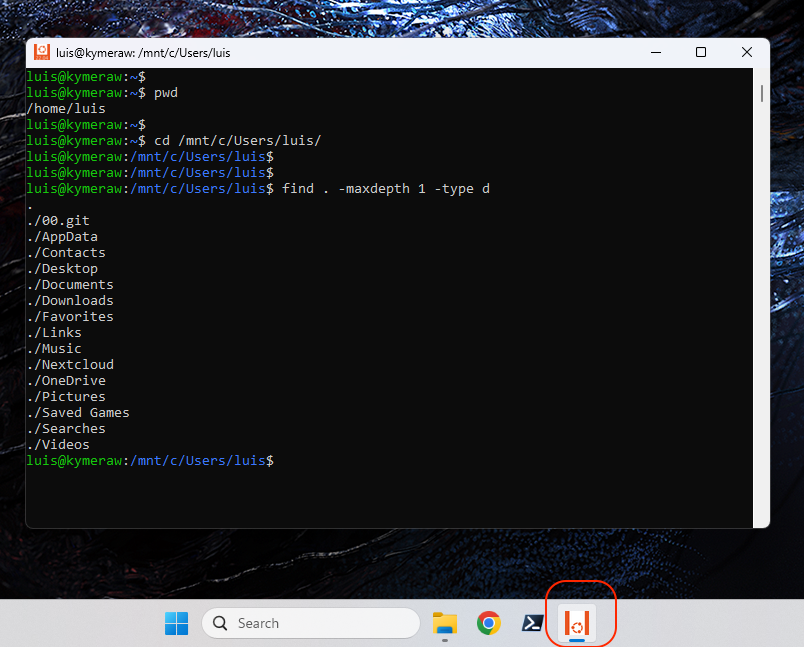 luis@kymeraw: /mnt/c/Users/luis
luis@kymeraw:~$
luis@kymeraw:~$ pwd
/home/luis
luis@kymeraw:~$
luis@kymeraw:~$ cd /mnt/c/Users/luis/
luis@kymeraw:/mnt/c/Users/luis$
luis@kymeraw:/mnt/c/Users/luis$
luis@kymeraw:/mnt/c/Users/luis$ find . -maxdepth 1 -type d
.
./00.git
./AppData
./Contacts
./Desktop
./Documents
./Downloads
./Favorites
./Links
./Music
./Nextcloud
./OneDrive
./Pictures
./Saved Games
./Searches
./Videos
luis@kymeraw:/mnt/c/Users/luis$
Search